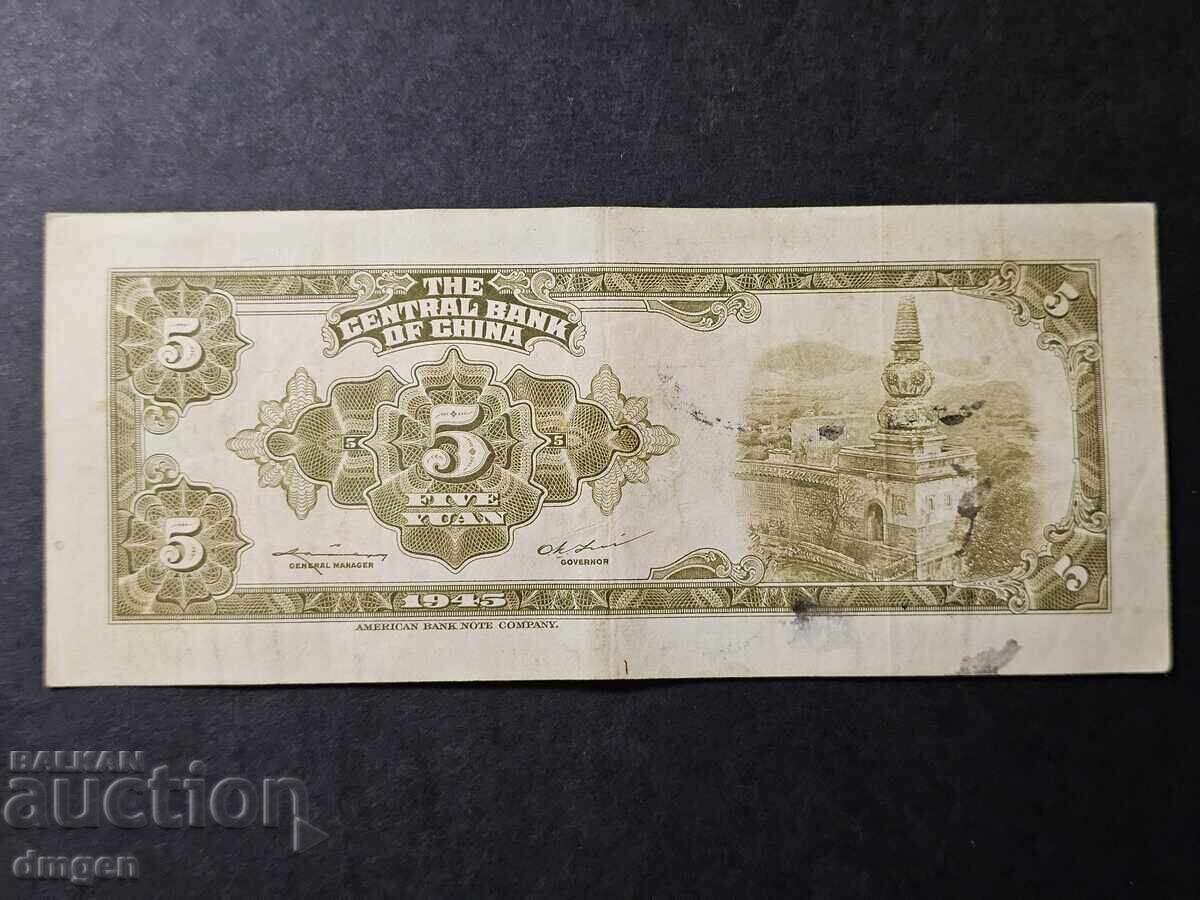 THE
CENTRAL BANK
OF CHINA
5
5
5
5
5
5
FIVE
YUAN
GENERAL MANAGER
GOVERNOR
5
5
1945
AMERICAN BANK NOTE COMPANY.
BALKAN
auction
dmgen